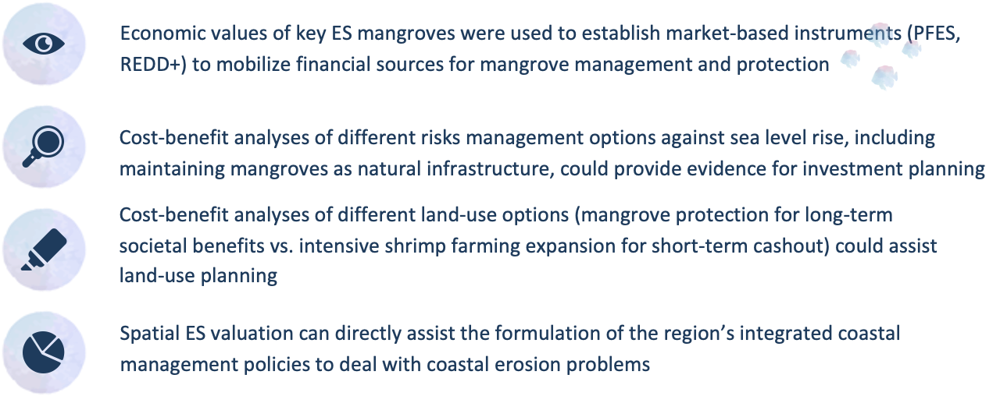 Economic values of key ES mangroves were used to establish market-based instruments (PFES,
REDD+) to mobilize financial sources for mangrove management and protection
Cost-benefit analyses of different risks management options against sea level rise, including
maintaining mangroves as natural infrastructure, could provide evidence for investment planning
Cost-benefit analyses of different land-use options (mangrove protection for long-term
societal benefits vs. intensive shrimp farming expansion for short-term cashout) could assist
land-use planning
Spatial ES valuation can directly assist the formulation of the region’s integrated coastal
management policies to deal with coastal erosion problems